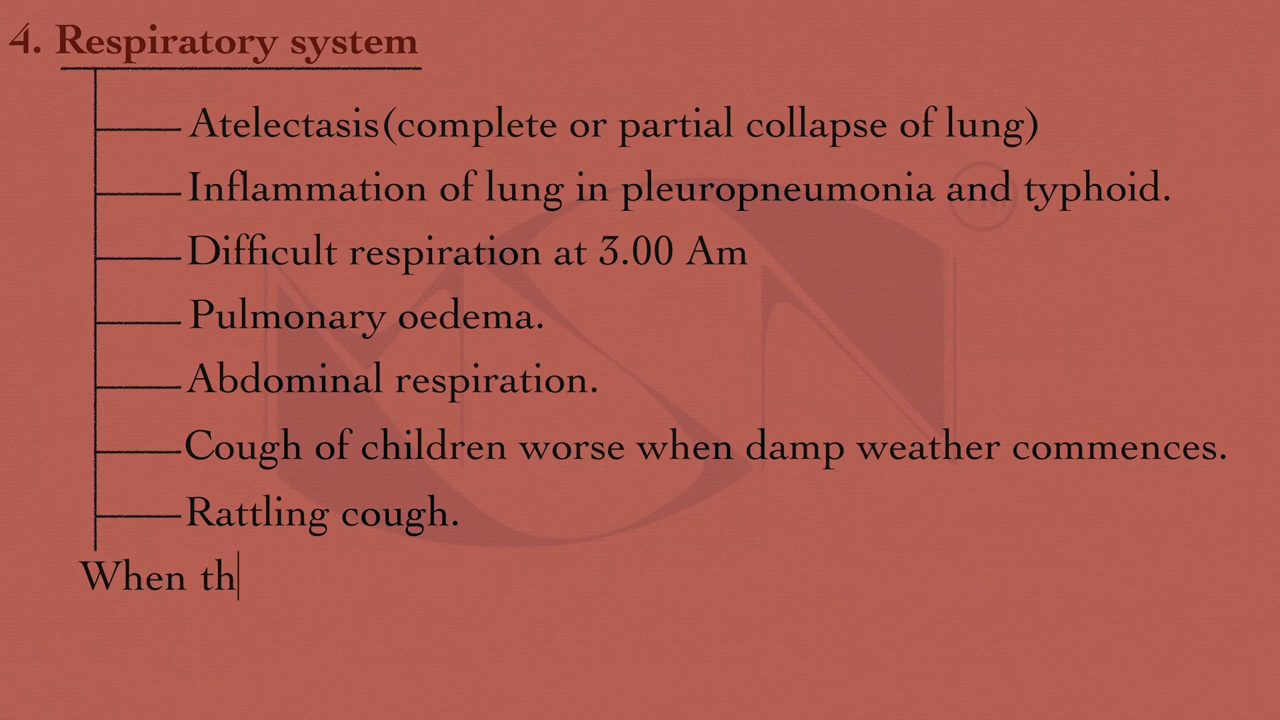 4. Respiratory system
Atelectasis(complete or partial collapse of lung)
Inflammation of lung in pleuropneumonia and typhoid.
Difficult respiration at 3.00 Am
Pulmonary oedema.
Abdominal respiration.
Cough of children worse when damp weather commences.
Rattling cough.
When th